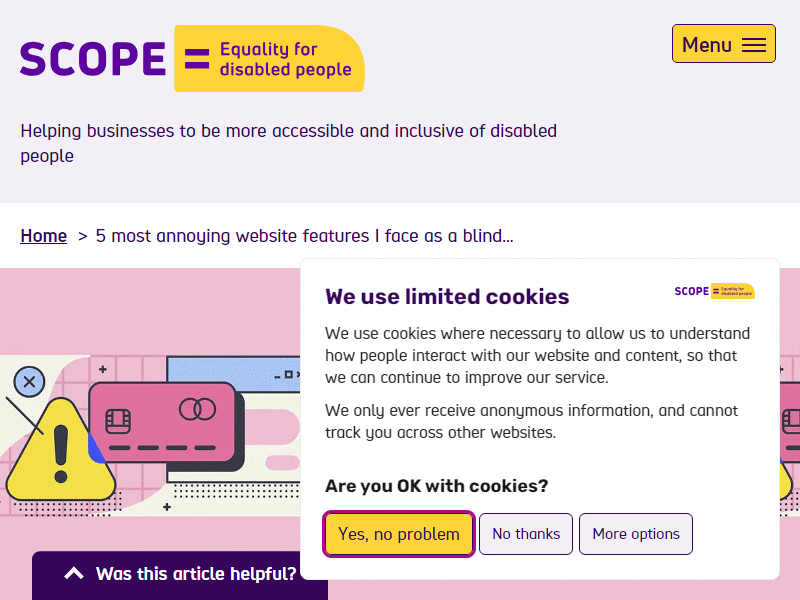 SCOPE = Equality for
disabled people
Menu
Helping businesses to be more accessible and inclusive of disabled
people
Home > 5 most annoying website features I face as a blind...
We use limited cookies
SCOPE = Equality for
disabled people
We use cookies where necessary to allow us to understand
how people interact with our website and content, so that
we can continue to improve our service.
We only ever receive anonymous information, and cannot
track you across other websites.
Are you OK with cookies?
Yes, no problem
No thanks
More options
Was this article helpful?